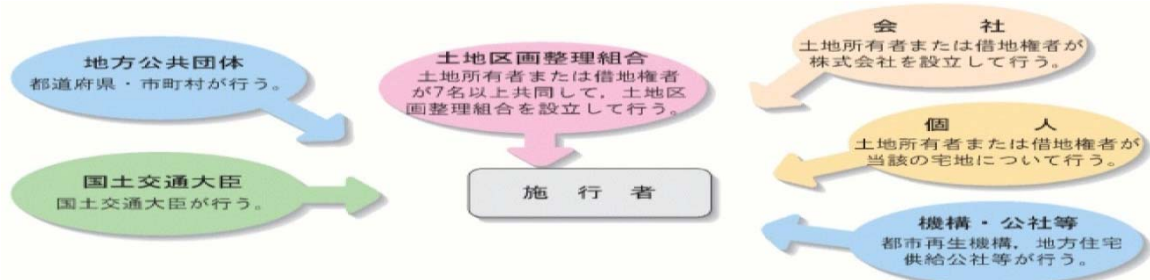 地方公共団体
都道府県・市町村が行う。
国土交通大臣
国土交通大臣が行う。
土地区画整理組合
土地所有者または借地権者
が7名以上共同して，土地区
画整理組合を設立して行う。
施行者
会社
土地所有者または借地権者が
株式会社を設立して行う。
個人
土地所有者または借地権者が
当該の宅地について行う。
機構・公社等
都市再生機構，地方住宅
供給公社等が行う。